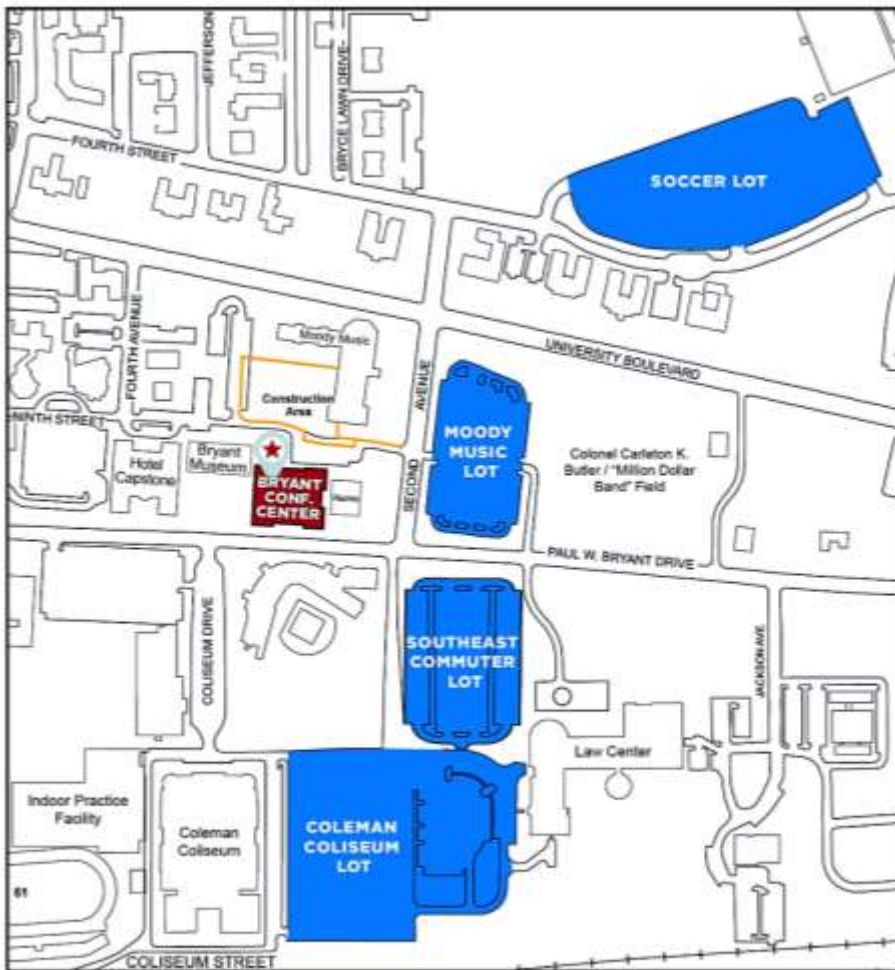 JEFFERSON
BRYCE LAWN DRIVE
FOURTH STREET
SOCCER LOT
FOURTH AVENUE
Moody Music
UNIVERSITY BOULEVARD
Construction
Area
AVENUE
SECOND
NINTH STREET
MOODY
MUSIC
LOT
Colonel Carleton K.
Butler / "Million Dollar
Band" Field
Hotel
Capstone
Bryant
Museum
BRYANT
CONF.
CENTER
PAUL W. BRYANT DRIVE
COLISEUM DRIVE
SOUTHEAST
COMMUTER
LOT
JACKSON AVE.
Law Center
Indoor Practice
Facility
Coleman
Coliseum
COLEMAN
COLISEUM
LOT
61
COLISEUM STREET